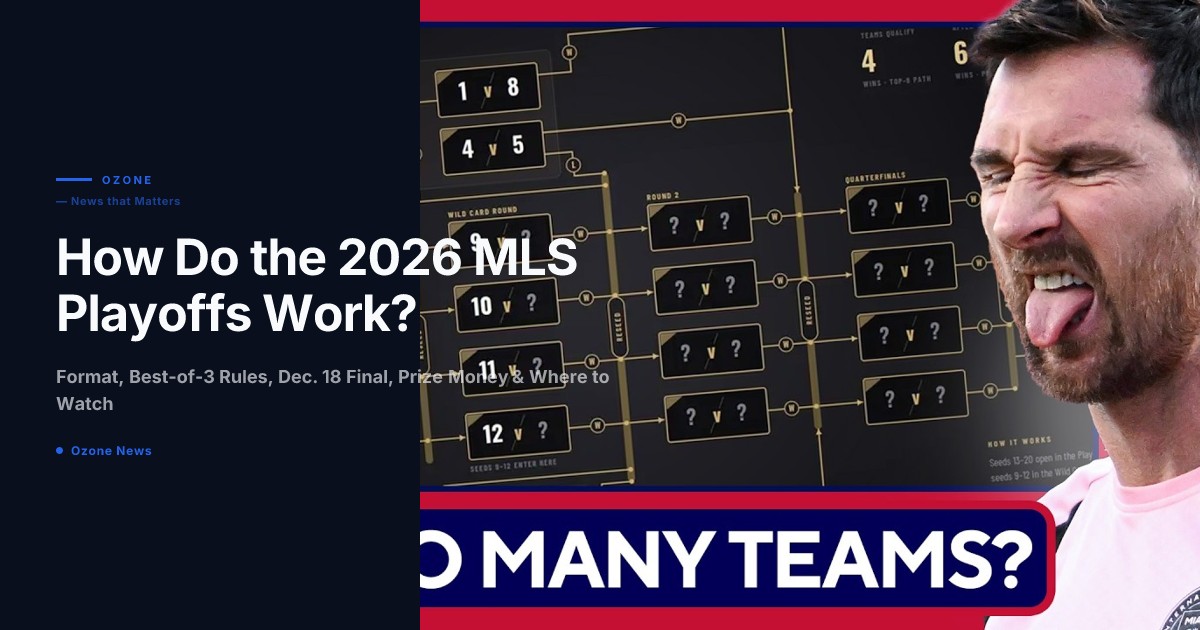 OZONE
— News that Matters
How Do the 2026 MLS
Playoffs Work?
Format, Best-of-3 Rules, Dec. 18 Final, Prize Money & Where to
Watch
Ozone News
TEAMS QUALIFY
4 6
WINS · TOP-8 PATH WINS ·
1 v 8
W
4 v 5
W
L
WILD CARD ROUND
9 v ?
W
10 v ?
W
11 v ?
W
12 v ?
W
SEEDS 9-12 ENTER HERE
RESEED
ROUND 2
? v ?
W
? v ?
W
? v ?
W
? v ?
W
RESEED
QUARTERFINALS
? v ?
W
? v ?
W
? v ?
W
? v ?
W
HOW IT WORKS
Seeds 13-20 open in the Play
seeds 9-12 in the Wild
O MANY TEAMS?